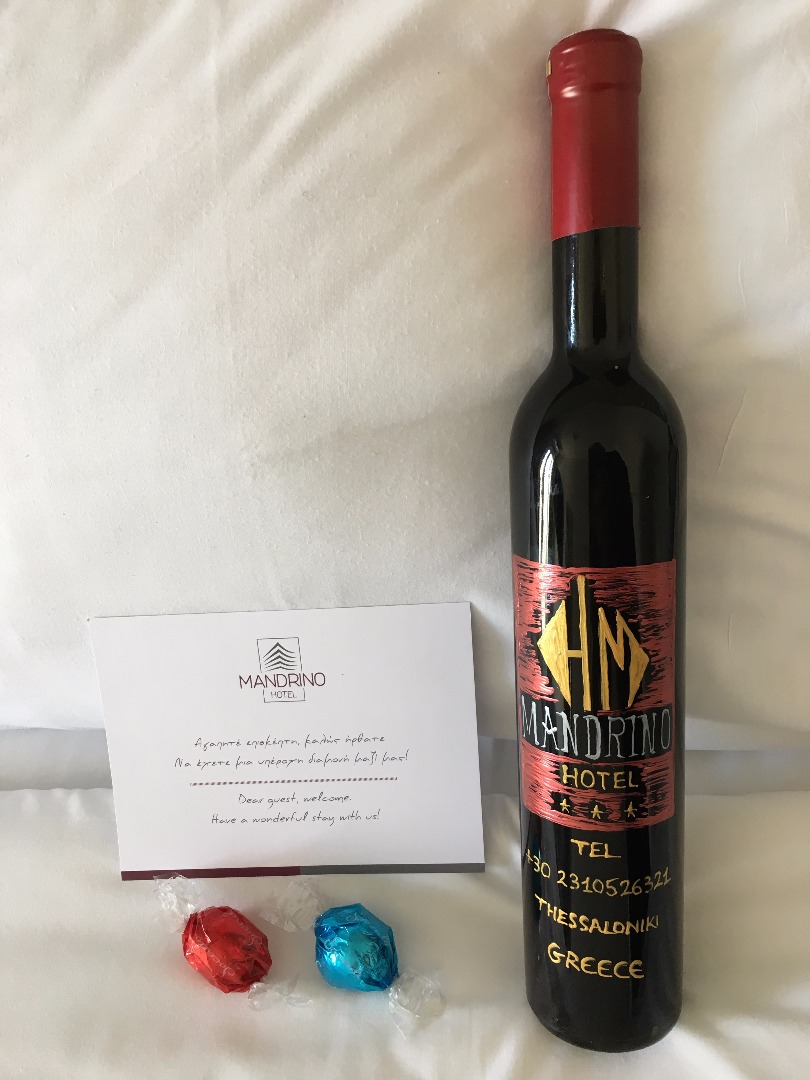 MANDRINO
HOTEL
Αγαπητέ επισκέπτη, καλώς ήρθατε
Να έχετε μια υπέροχη διαμονή μαζί μας!
Dear guest, welcome.
Have a wonderful stay with us!
HM
MANDRINO
HOTEL
TEL
+30 2310526321
THESSALONIKI
GREECE